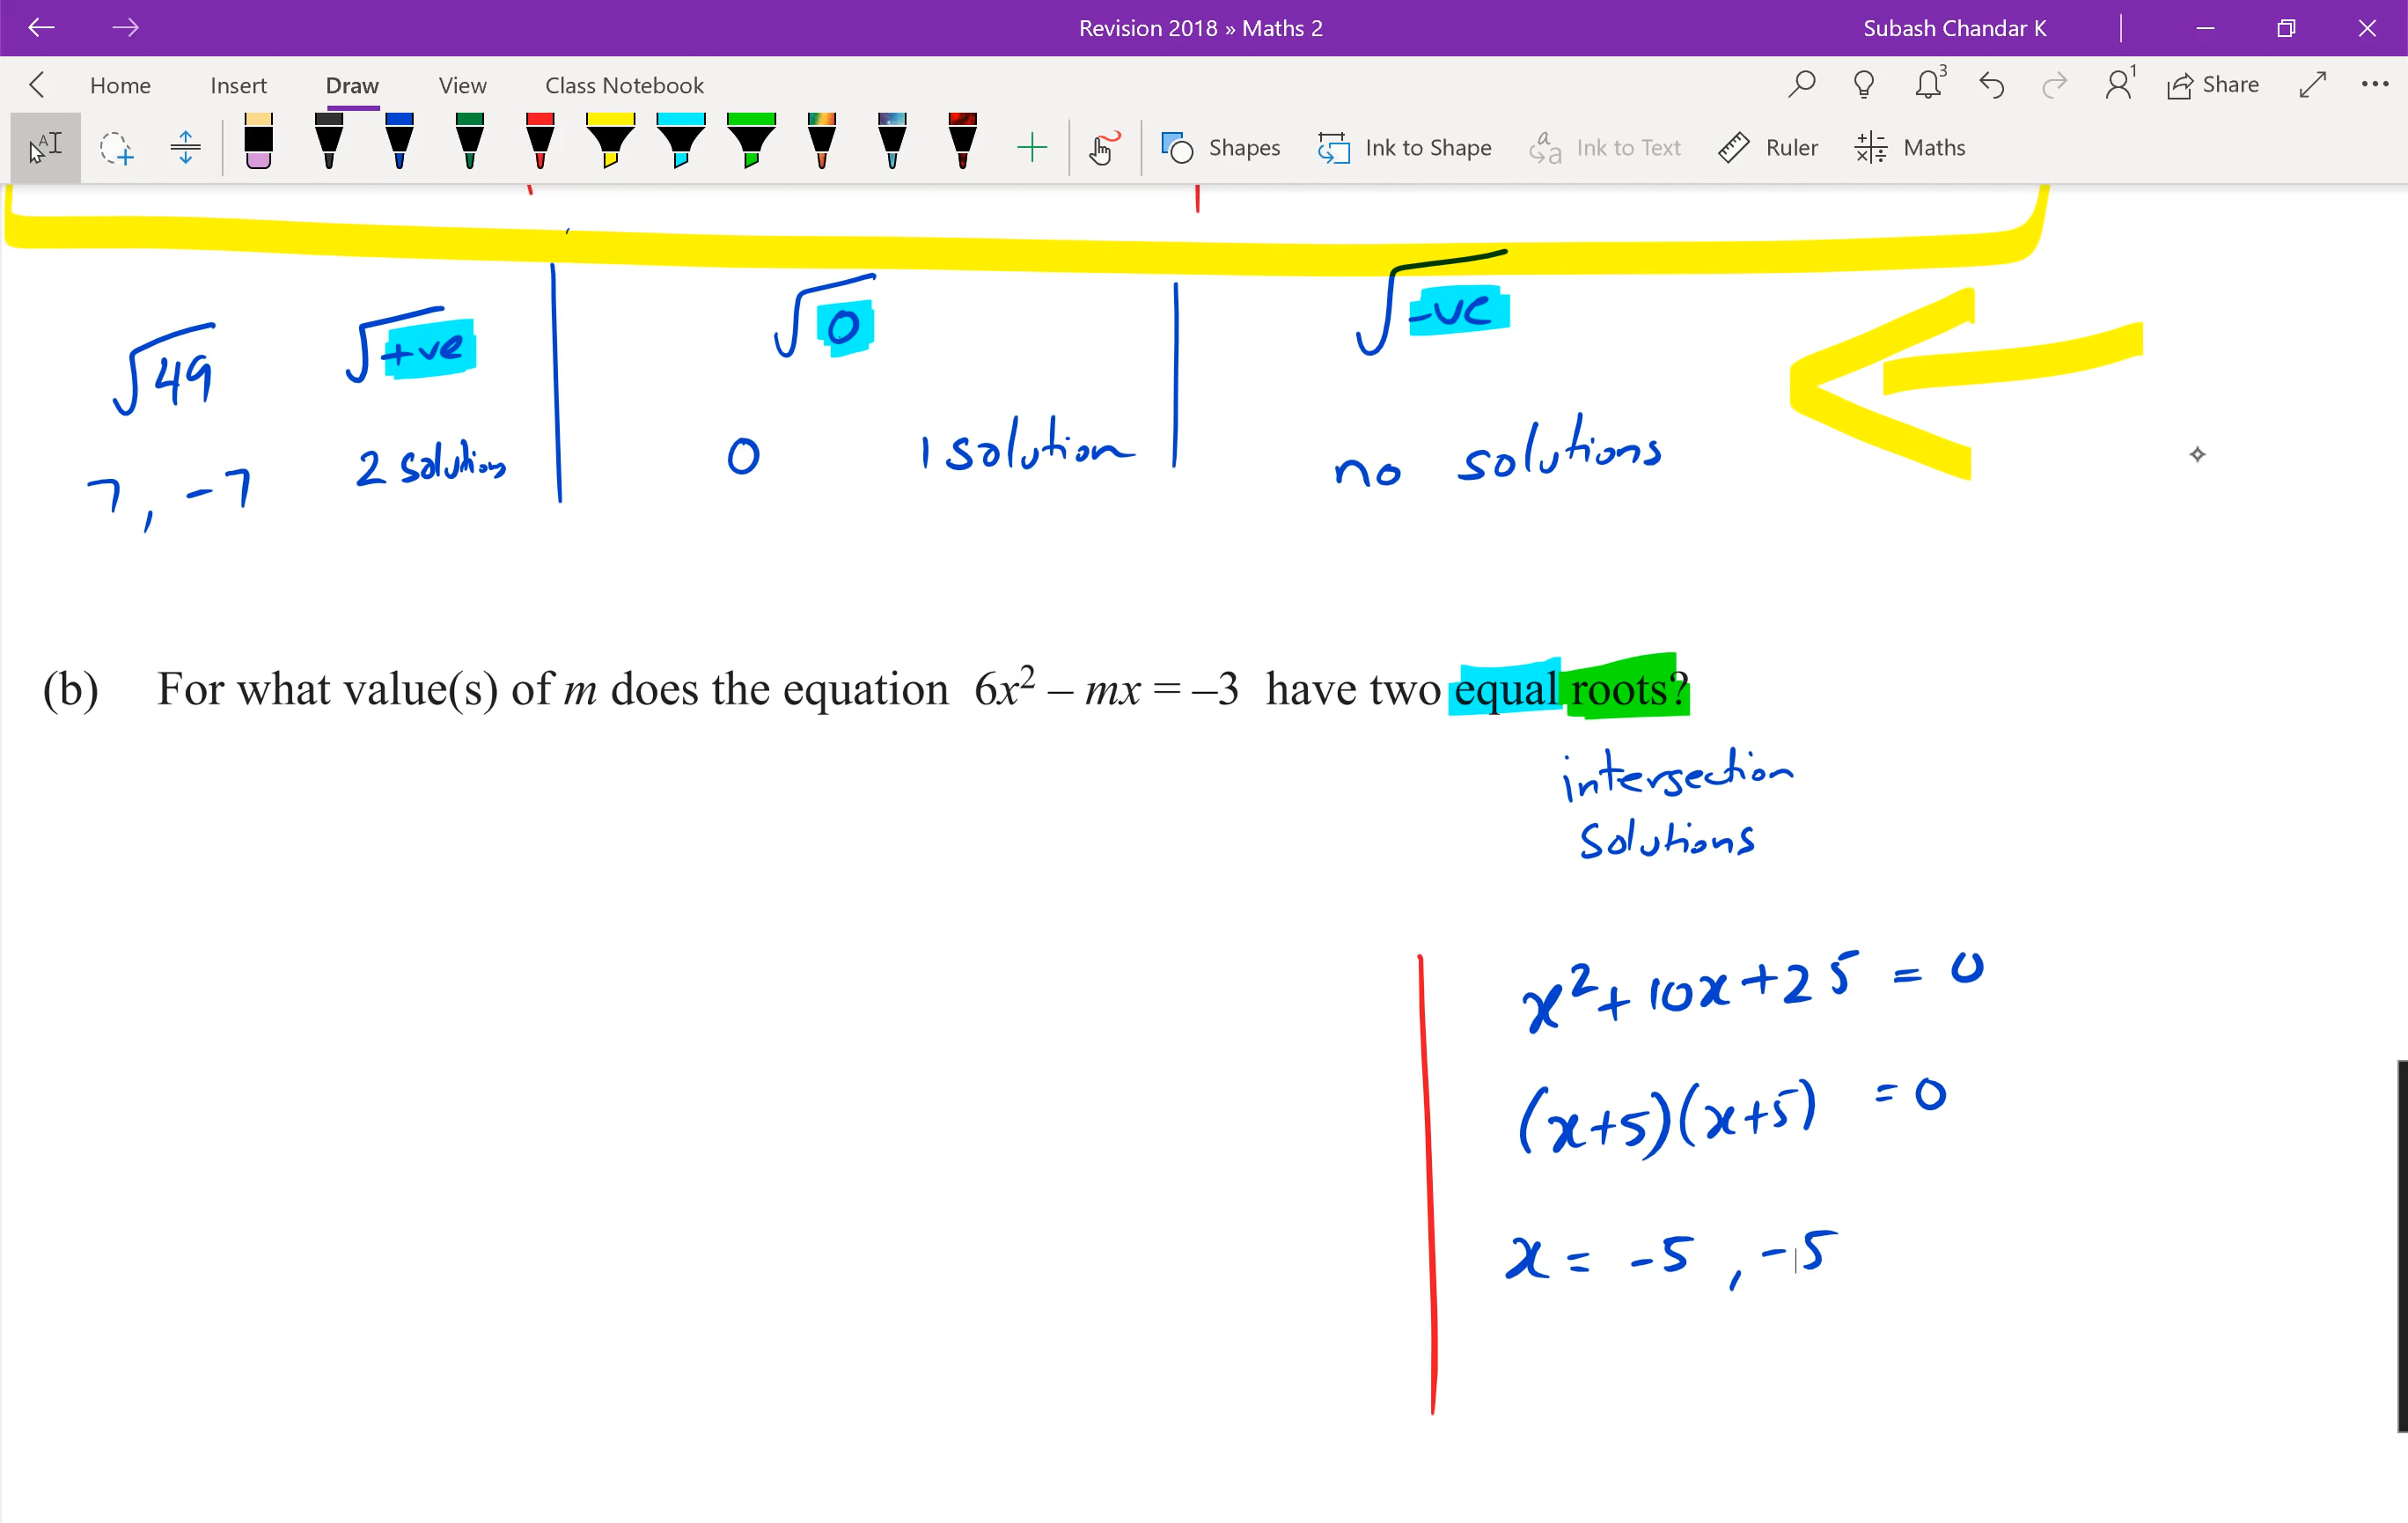 Revision 2018 » Maths 2
Subash Chandar K
Home Insert Draw View Class Notebook
3
1
Share
Shapes Ink to Shape Ink to Text Ruler Maths
√49 √+ve √0 √-ve
7, -7 2 solutions 0 1 solution no solutions
(b) For what value(s) of m does the equation 6x² – mx = –3 have two equal roots?
intersection
solutions
x² + 10x + 25 = 0
(x+5)(x+5) = 0
x = -5, -5